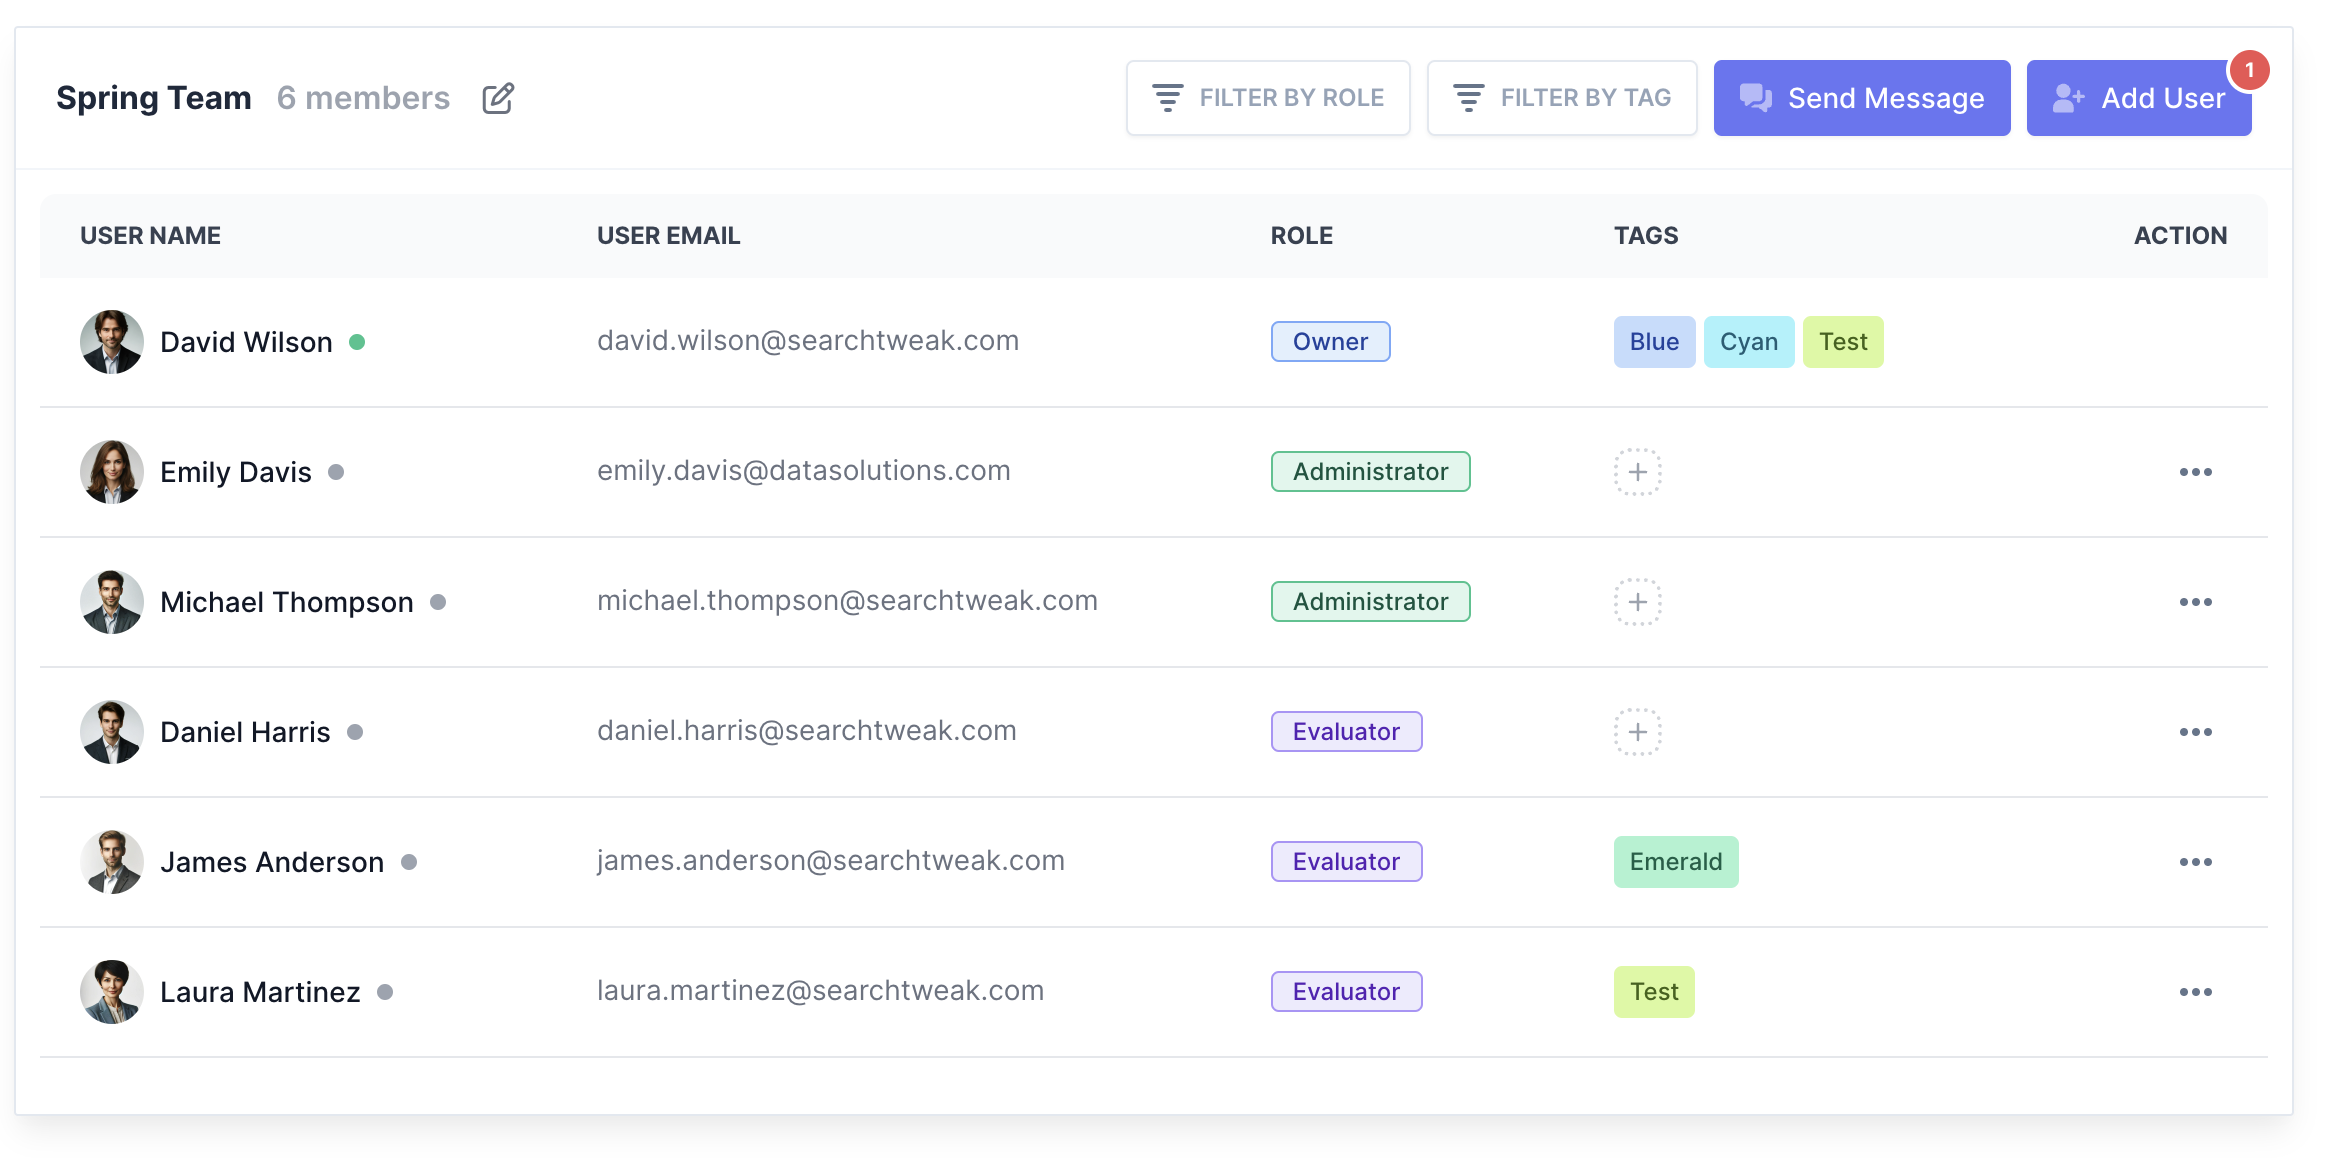 Spring Team 6 members FILTER BY ROLE FILTER BY TAG Send Message Add User 1
USER NAME USER EMAIL ROLE TAGS ACTION
David Wilson david.wilson@searchtweak.com Owner Blue Cyan Test
Emily Davis emily.davis@datasolutions.com Administrator
Michael Thompson michael.thompson@searchtweak.com Administrator
Daniel Harris daniel.harris@searchtweak.com Evaluator
James Anderson james.anderson@searchtweak.com Evaluator Emerald
Laura Martinez laura.martinez@searchtweak.com Evaluator Test